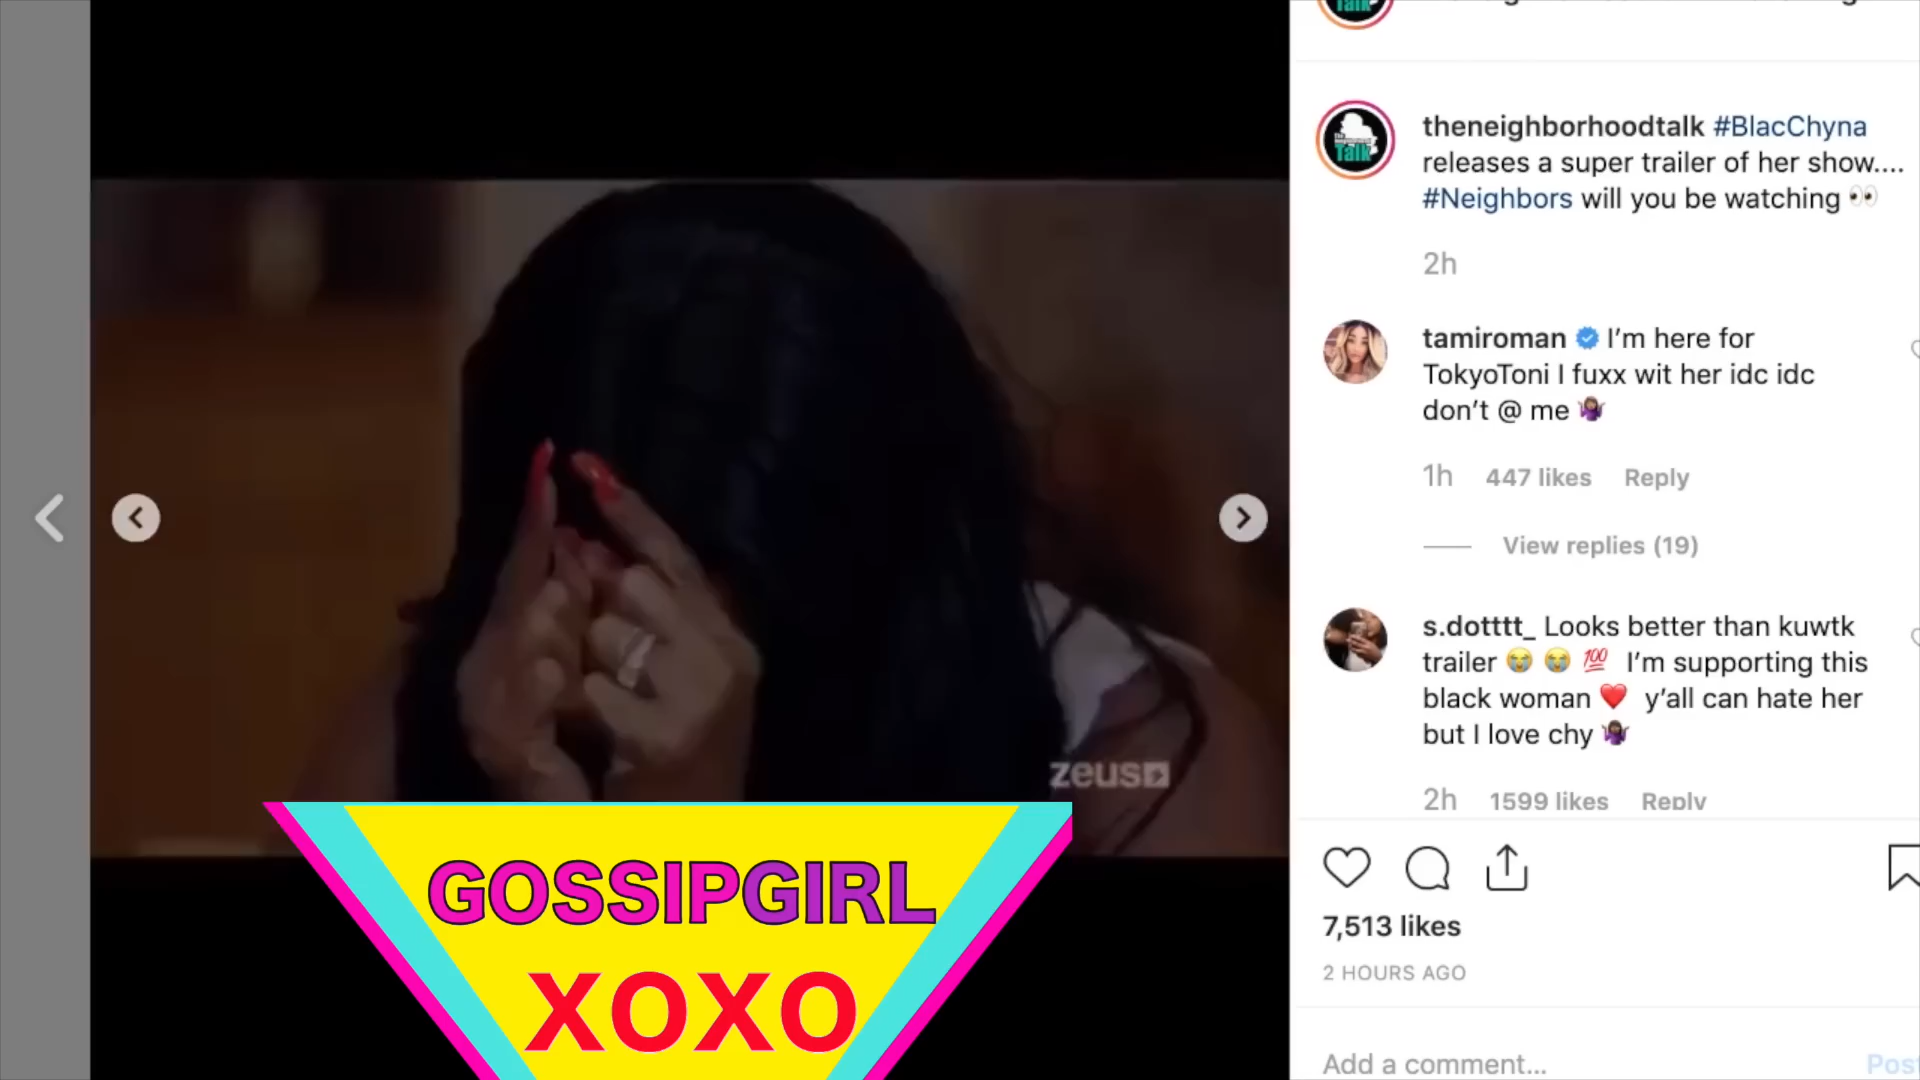 Talk
theneighborhoodtalk #BlacChyna
releases a super trailer of her show....
#Neighbors will you be watching 👀
2h
tamiroman I'm here for
TokyoToni I fuxx wit her idc idc
don't @ me 🤷🏾‍♀️
1h 447 likes Reply
View replies (19)
s.dotttt_ Looks better than kuwtk
trailer 😭 😭 💯 I'm supporting this
black woman ❤️ y'all can hate her
but I love chy 🤷🏾‍♀️
2h 1599 likes Reply
7,513 likes
2 HOURS AGO
Add a comment... Post
zeus
GOSSIPGIRL
XOXO